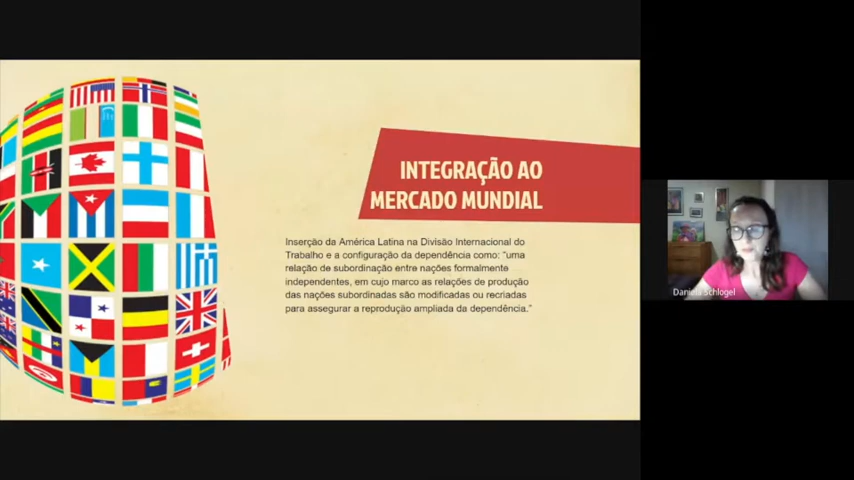 INTEGRAÇÃO AO
MERCADO MUNDIAL
Inserção da América Latina na Divisão Internacional do
Trabalho e a configuração da dependência como: “uma
relação de subordinação entre nações formalmente
independentes, em cujo marco as relações de produção
das nações subordinadas são modificadas ou recriadas
para assegurar a reprodução ampliada da dependência.”
Daniela Schlogel